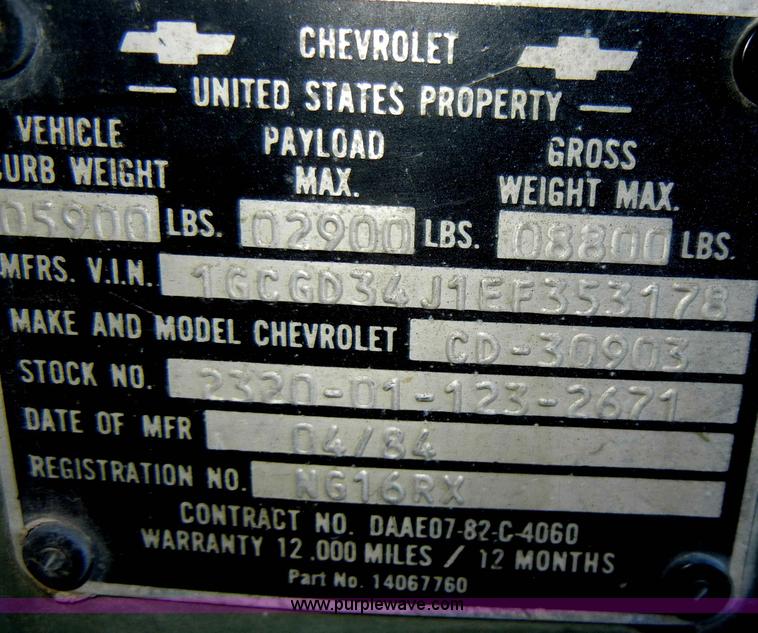 CHEVROLET
UNITED STATES PROPERTY
VEHICLE PAYLOAD GROSS
CURB WEIGHT MAX. WEIGHT MAX.
05900 LBS. 02900 LBS. 08800 LBS.
MFRS. V.I.N. 1GCGD34J1EF353178
MAKE AND MODEL CHEVROLET CD-30903
STOCK NO. 2320-01-123-2671
DATE OF MFR 04/84
REGISTRATION NO. NG16RX
CONTRACT NO. DAAE07-82-C-4060
WARRANTY 12.000 MILES / 12 MONTHS
Part No. 14067760
www.purplewave.com